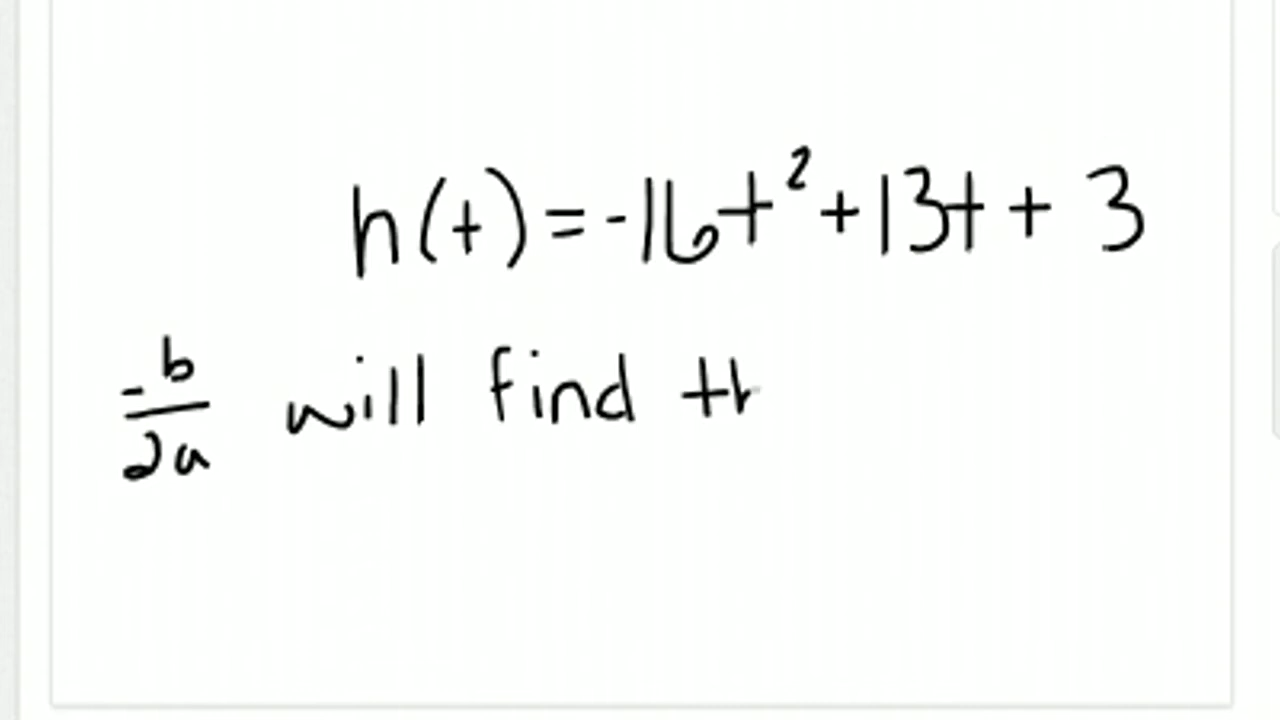 h(t) = -16t² + 13t + 3
-b/2a will find th